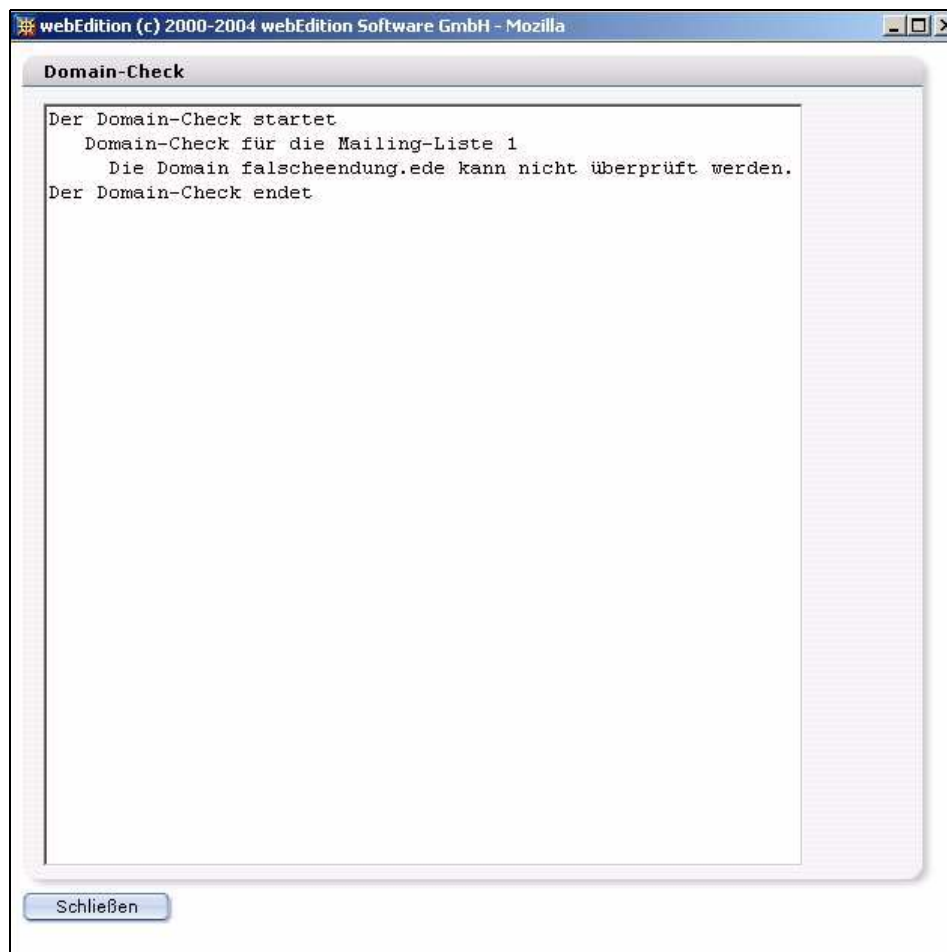 webEdition (c) 2000-2004 webEdition Software GmbH - Mozilla
Domain-Check
Der Domain-Check startet
Domain-Check für die Mailing-Liste 1
Die Domain falscheendung.ede kann nicht überprüft werden.
Der Domain-Check endet
Schließen